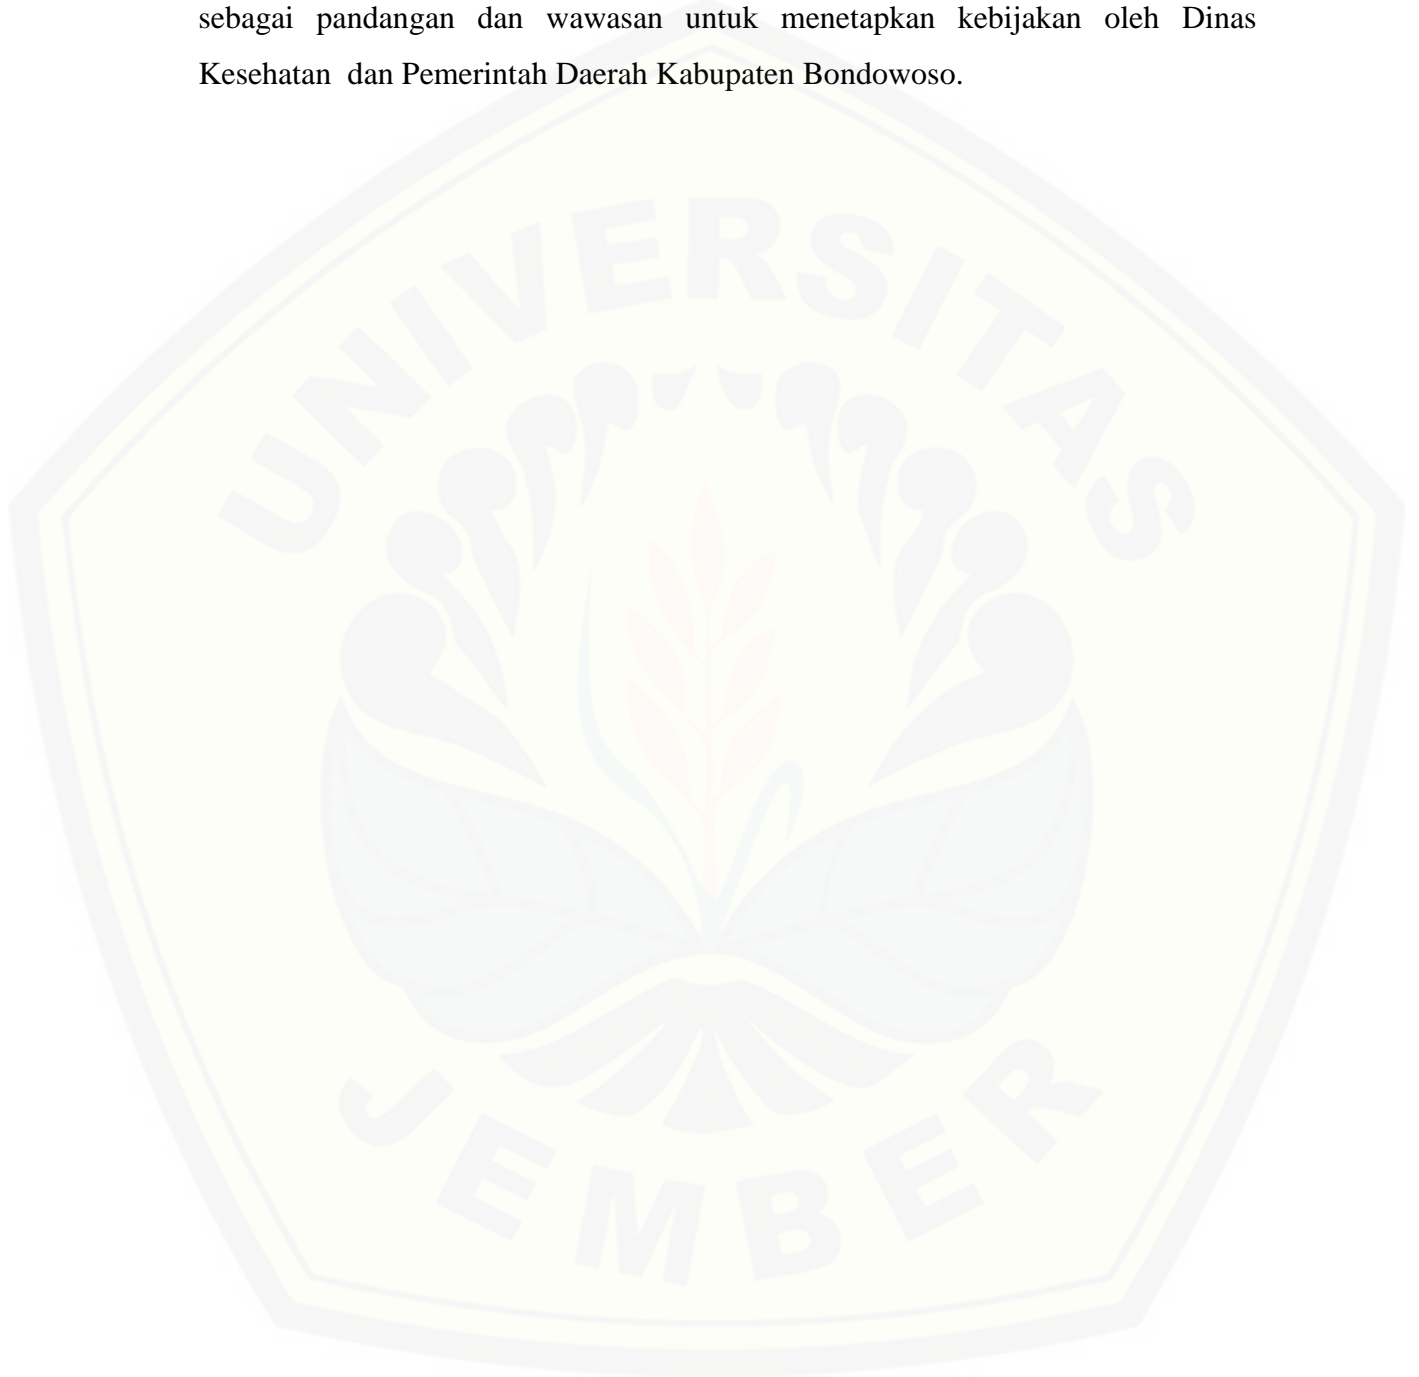 sebagai pandangan dan wawasan untuk menetapkan kebijakan oleh Dinas
Kesehatan  dan Pemerintah Daerah Kabupaten Bondowoso.
UNIVERSITAS
JEMBER